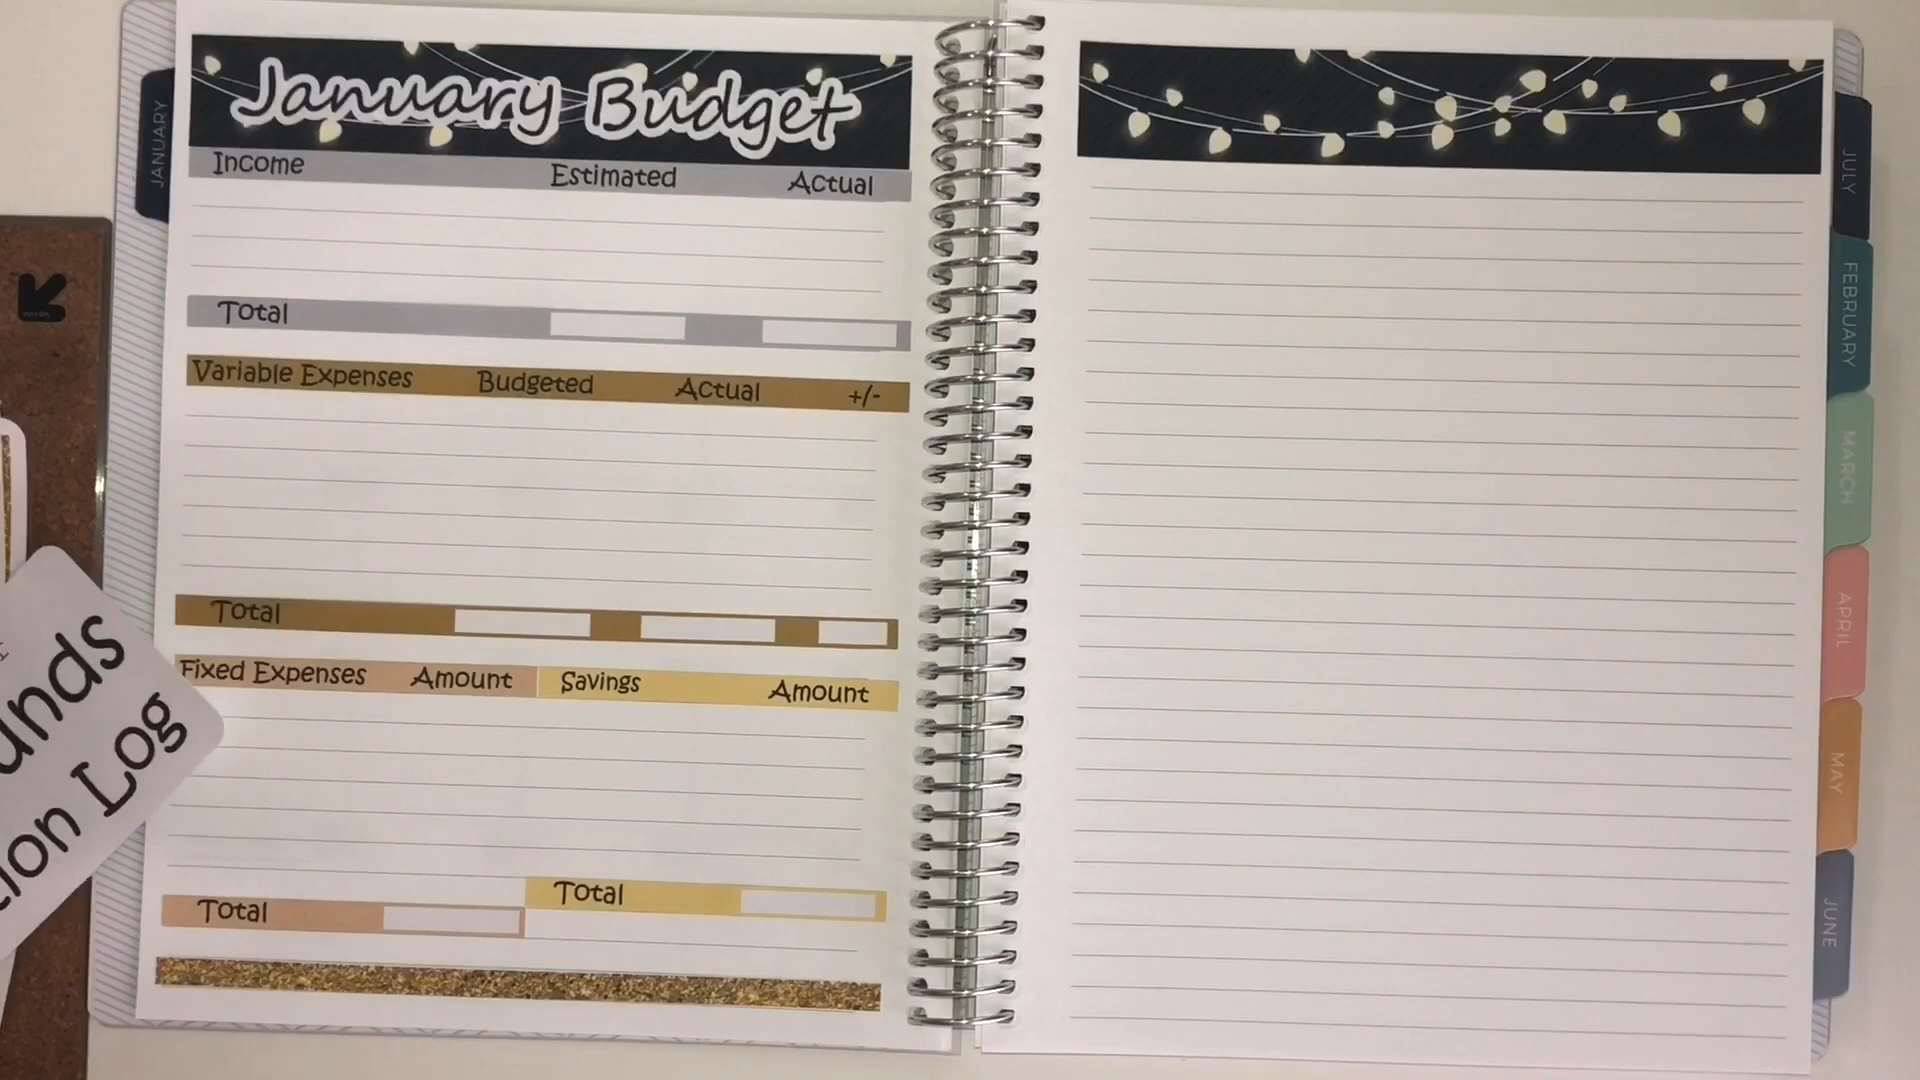 January Budget
Income Estimated Actual
Total
Variable Expenses Budgeted Actual +/-
Total
Fixed Expenses Amount Savings Amount
Total
Total
JANUARY
JULY
FEBRUARY
MARCH
APRIL
MAY
JUNE
unds
tion Log